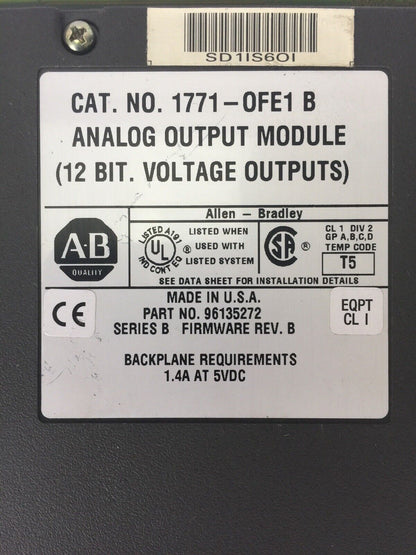 SD1IS6OI
CAT. NO. 1771-OFE1 B
ANALOG OUTPUT MODULE
(12 BIT. VOLTAGE OUTPUTS)
Allen - Bradley
A-B
QUALITY
LISTED A191
UL
IND CONT EQ
LISTED WHEN
USED WITH
LISTED SYSTEM
CL 1 DIV 2
GP A,B,C,D
TEMP CODE
T5
SEE DATA SHEET FOR INSTALLATION DETAILS
CE
MADE IN U.S.A.
PART NO. 96135272
SERIES B FIRMWARE REV. B
EQPT
CL I
BACKPLANE REQUIREMENTS
1.4A AT 5VDC